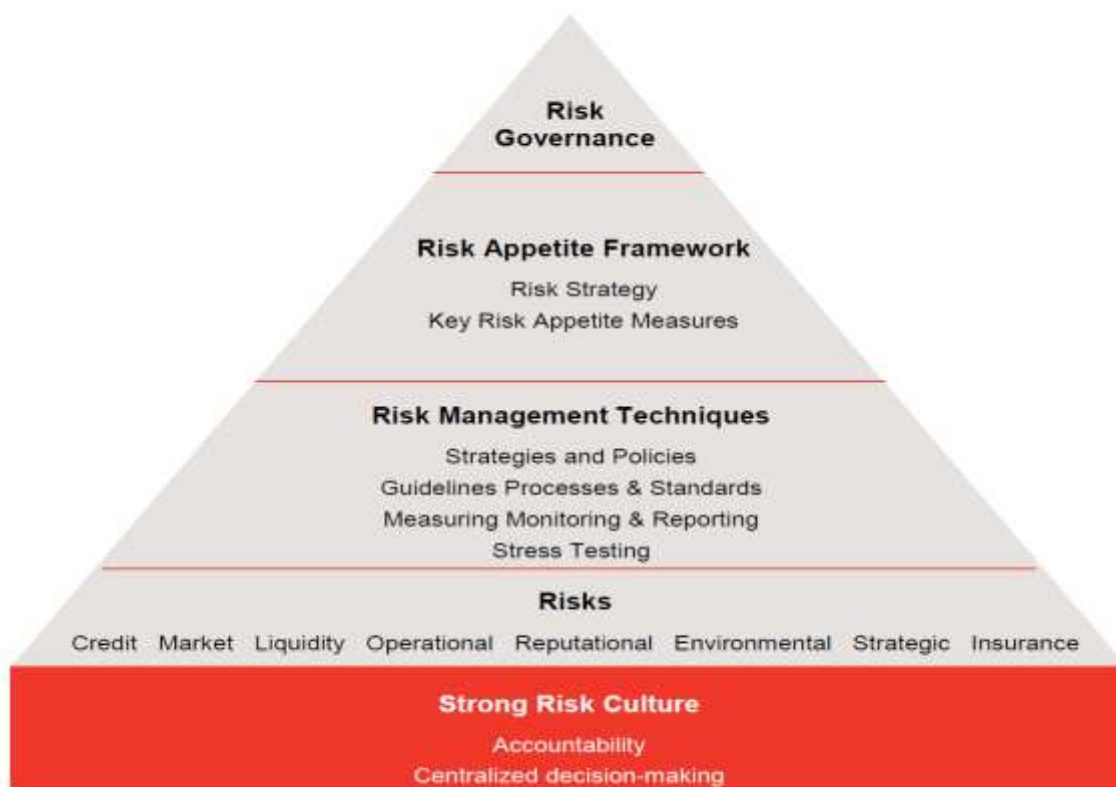 Risk
Governance
Risk Appetite Framework
Risk Strategy
Key Risk Appetite Measures
Risk Management Techniques
Strategies and Policies
Guidelines Processes & Standards
Measuring Monitoring & Reporting
Stress Testing
Risks
Credit Market Liquidity Operational Reputational Environmental Strategic Insurance
Strong Risk Culture
Accountability
Centralized decision-making